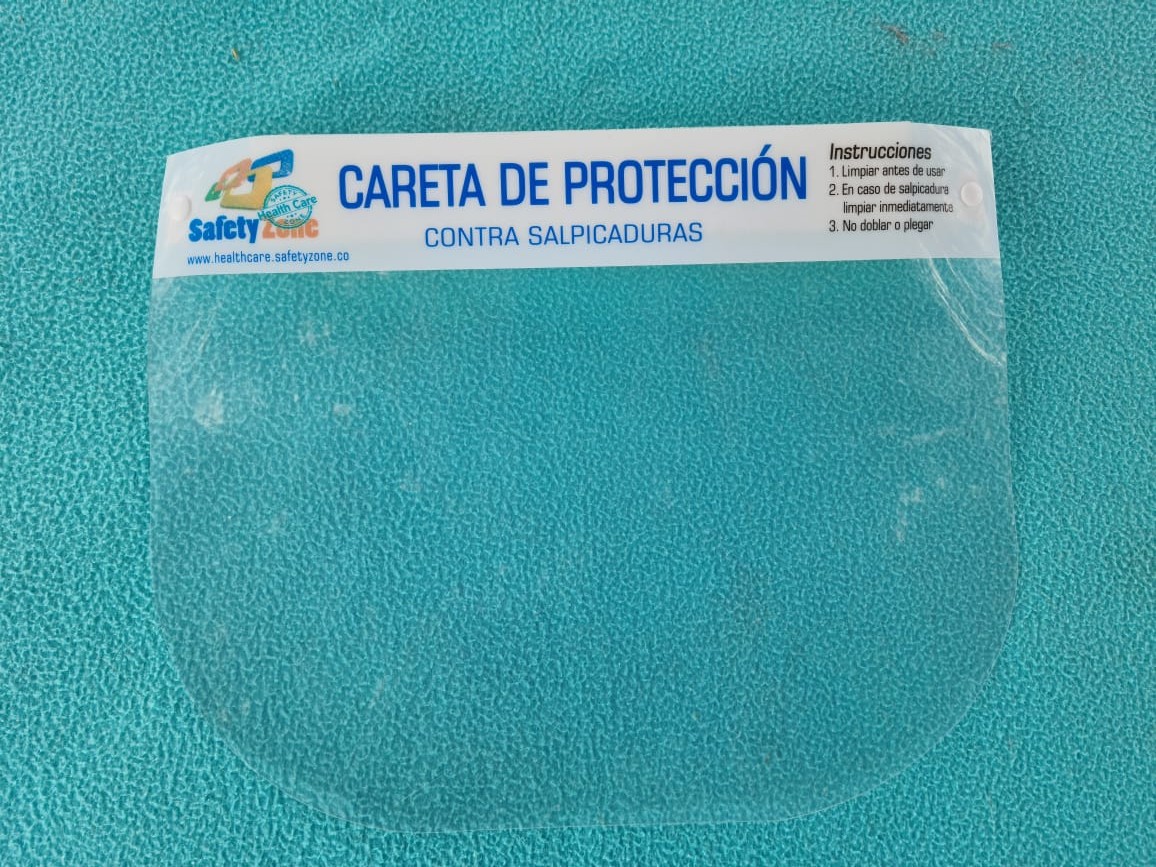 Safety Zone
Health Care
www.healthcare.safetyzone.co
CARETA DE PROTECCIÓN
CONTRA SALPICADURAS
Instrucciones
1. Limpiar antes de usar
2. En caso de salpicadura
limpiar inmediatamente
3. No doblar o plegar